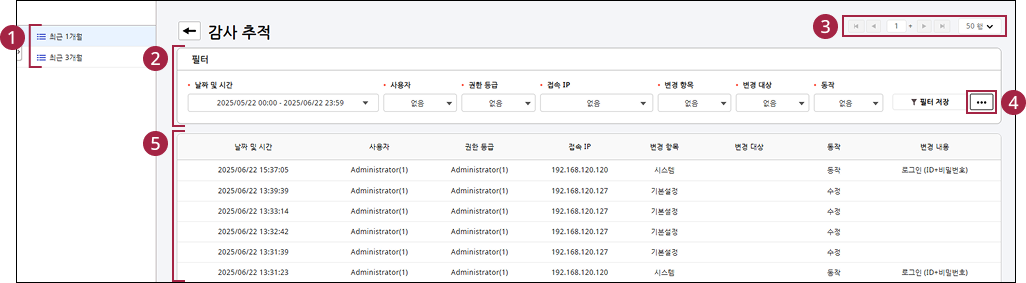 1
최근 1개월
최근 3개월
감사 추적
3
1
50 행
2
필터
날짜 및 시간 사용자 권한 등급 접속 IP 변경 항목 변경 대상 동작
2025/05/22 00:00 - 2025/06/22 23:59 없음 없음 없음 없음 없음 없음 필터 저장 ••• 4
5
날짜 및 시간 사용자 권한 등급 접속 IP 변경 항목 변경 대상 동작 변경 내용
2025/06/22 15:37:05 Administrator(1) Administrator(1) 192.168.120.120 시스템 동작 로그인 (ID+비밀번호)
2025/06/22 13:39:39 Administrator(1) Administrator(1) 192.168.120.127 기본설정 수정
2025/06/22 13:33:14 Administrator(1) Administrator(1) 192.168.120.127 기본설정 수정
2025/06/22 13:32:42 Administrator(1) Administrator(1) 192.168.120.127 기본설정 수정
2025/06/22 13:31:39 Administrator(1) Administrator(1) 192.168.120.127 기본설정 수정
2025/06/22 13:31:23 Administrator(1) Administrator(1) 192.168.120.120 시스템 동작 로그인 (ID+비밀번호)